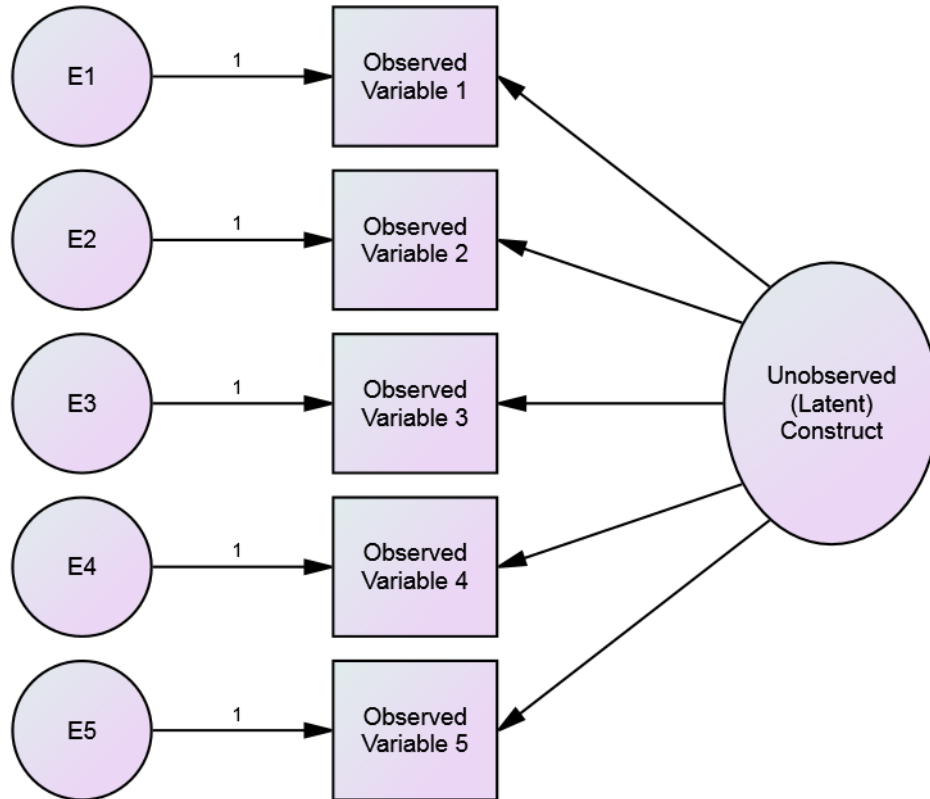 E1
1
Observed
Variable 1
E2
1
Observed
Variable 2
E3
1
Observed
Variable 3
Unobserved
(Latent)
Construct
E4
1
Observed
Variable 4
E5
1
Observed
Variable 5